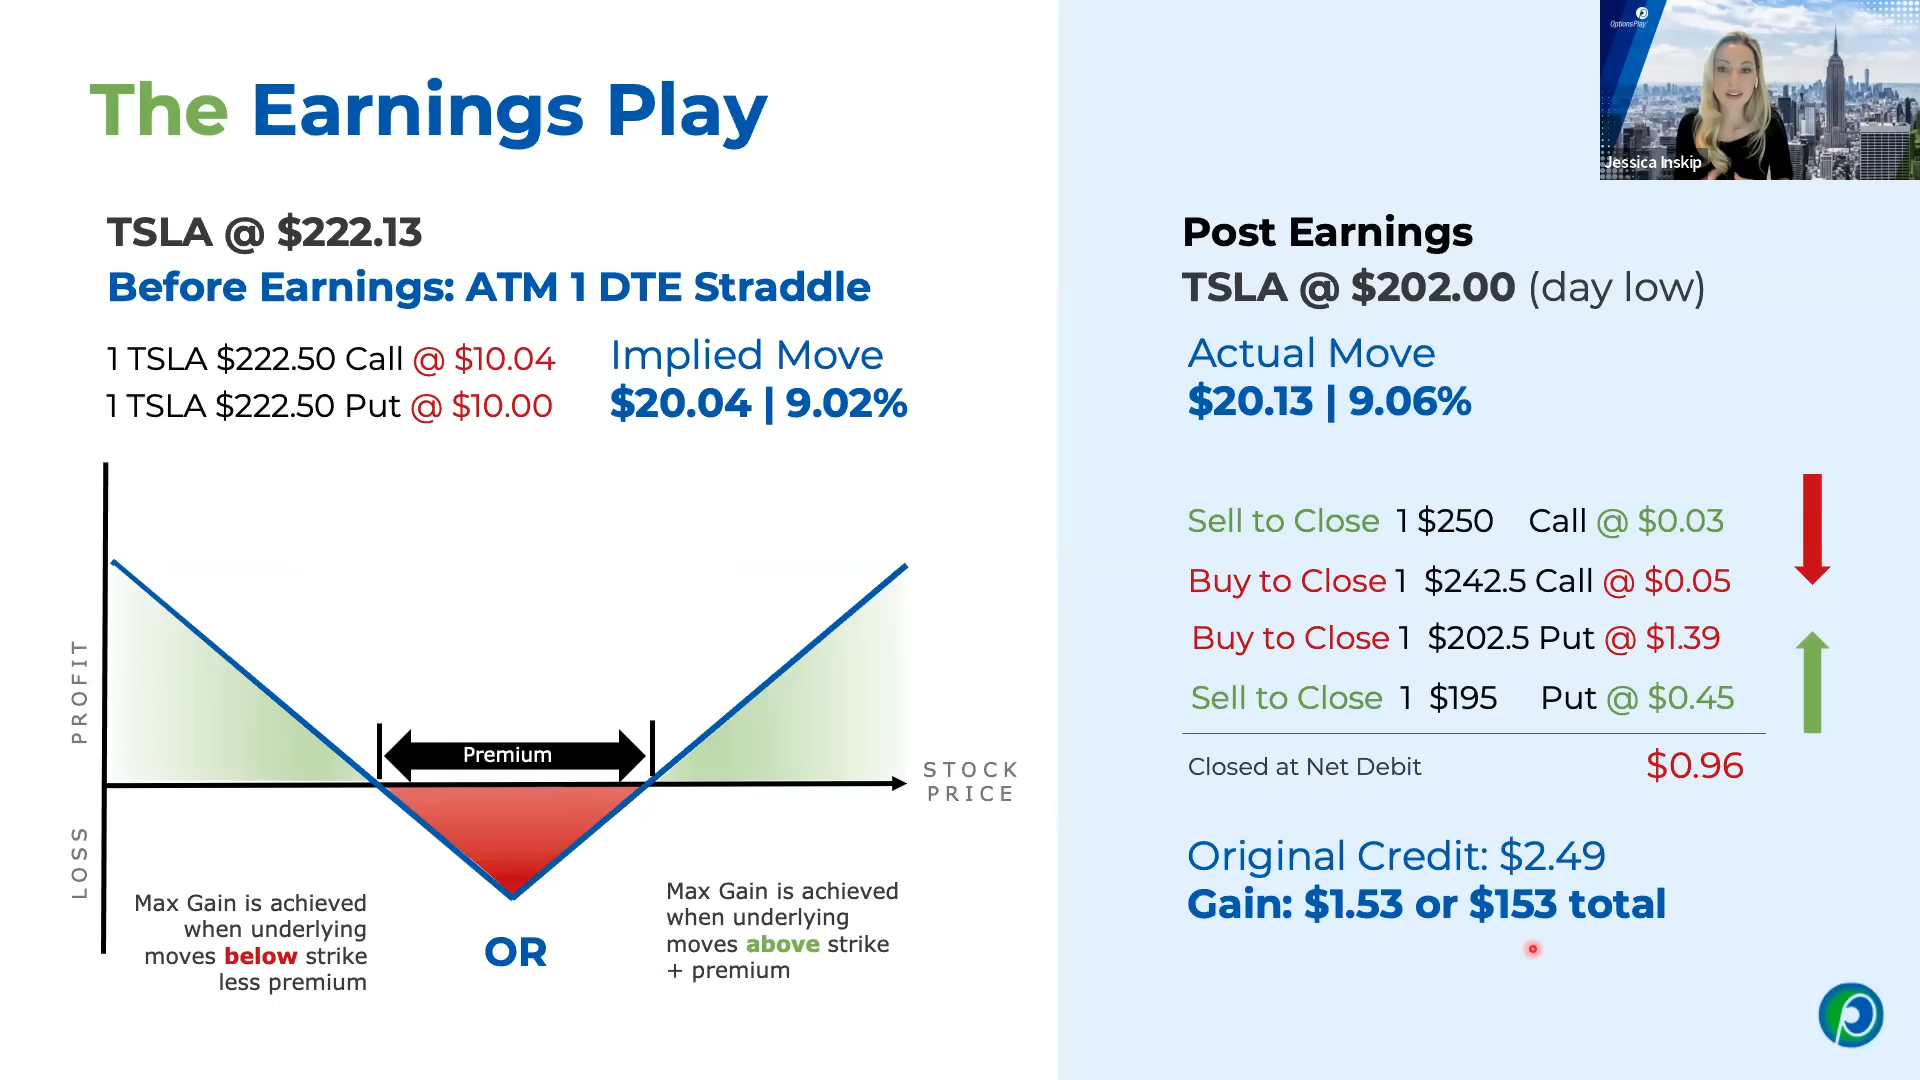 The Earnings Play
OptionsPlay
Jessica Inskip
TSLA @ $222.13
Before Earnings: ATM 1 DTE Straddle
1 TSLA $222.50 Call @ $10.04
1 TSLA $222.50 Put @ $10.00
Implied Move
$20.04 | 9.02%
PROFIT
LOSS
Premium
STOCK
PRICE
Max Gain is achieved
when underlying
moves below strike
less premium
OR
Max Gain is achieved
when underlying
moves above strike
+ premium
Post Earnings
TSLA @ $202.00 (day low)
Actual Move
$20.13 | 9.06%
Sell to Close 1 $250 Call @ $0.03
Buy to Close 1 $242.5 Call @ $0.05
Buy to Close 1 $202.5 Put @ $1.39
Sell to Close 1 $195 Put @ $0.45
Closed at Net Debit $0.96
Original Credit: $2.49
Gain: $1.53 or $153 total